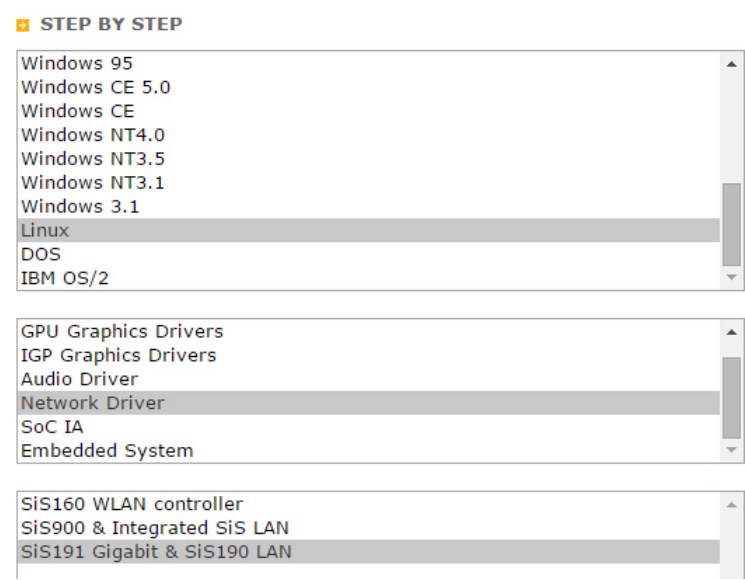 STEP BY STEP
Windows 95
Windows CE 5.0
Windows CE
Windows NT4.0
Windows NT3.5
Windows NT3.1
Windows 3.1
Linux
DOS
IBM OS/2
GPU Graphics Drivers
IGP Graphics Drivers
Audio Driver
Network Driver
SoC IA
Embedded System
SiS160 WLAN controller
SiS900 & Integrated SiS LAN
SiS191 Gigabit & SiS190 LAN